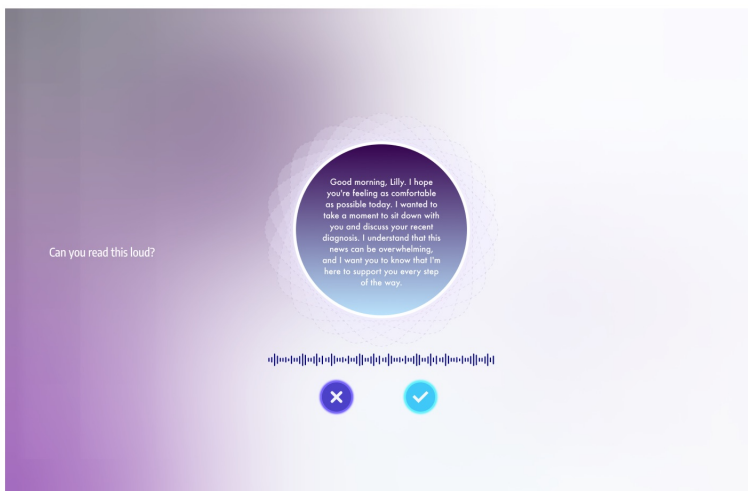 Can you read this loud?
Good morning, Lilly. I hope
you're feeling as comfortable
as possible today. I wanted to
take a moment to sit down with
you and discuss your recent
diagnosis. I understand that this
news can be overwhelming,
and I want you to know that I'm
here to support you every step
of the way.